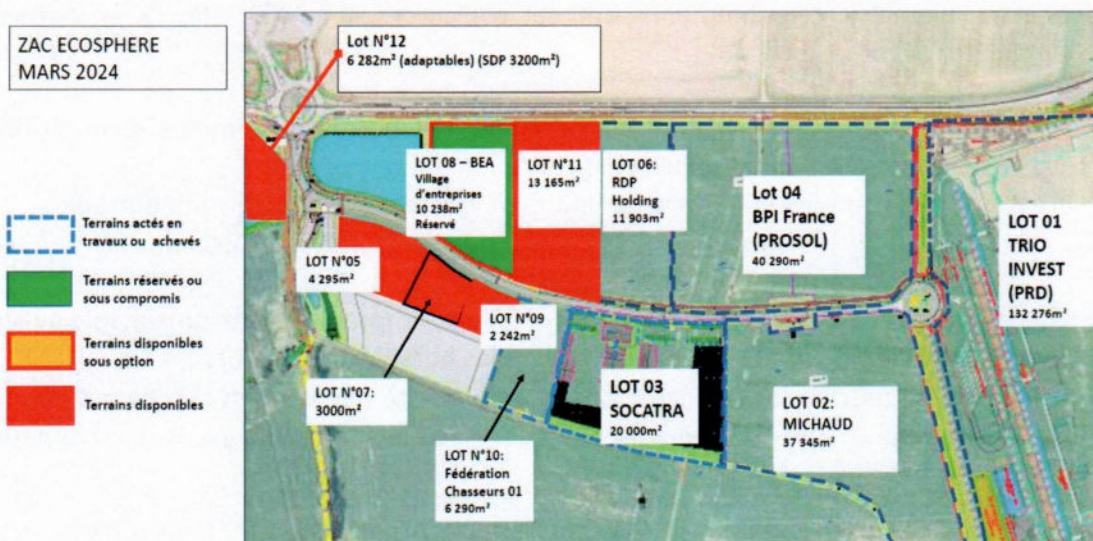 ZAC ECOSPHERE
MARS 2024
Lot N°12
6 282m² (adaptables) (SDP 3200m²)
Terrains actés en
travaux ou achevés
Terrains réservés ou
sous compromis
Terrains disponibles
sous option
Terrains disponibles
LOT 08 – BEA
Village
d'entreprises
10 238m²
Réservé
LOT N°11
13 165m²
LOT 06:
RDP
Holding
11 903m²
Lot 04
BPI France
(PROSOL)
40 290m²
LOT 01
TRIO
INVEST
(PRD)
132 276m²
LOT N°05
4 295m²
LOT N°09
2 242m²
LOT N°07:
3000m²
LOT N°10:
Fédération
Chasseurs 01
6 290m²
LOT 03
SOCATRA
20 000m²
LOT 02:
MICHAUD
37 345m²